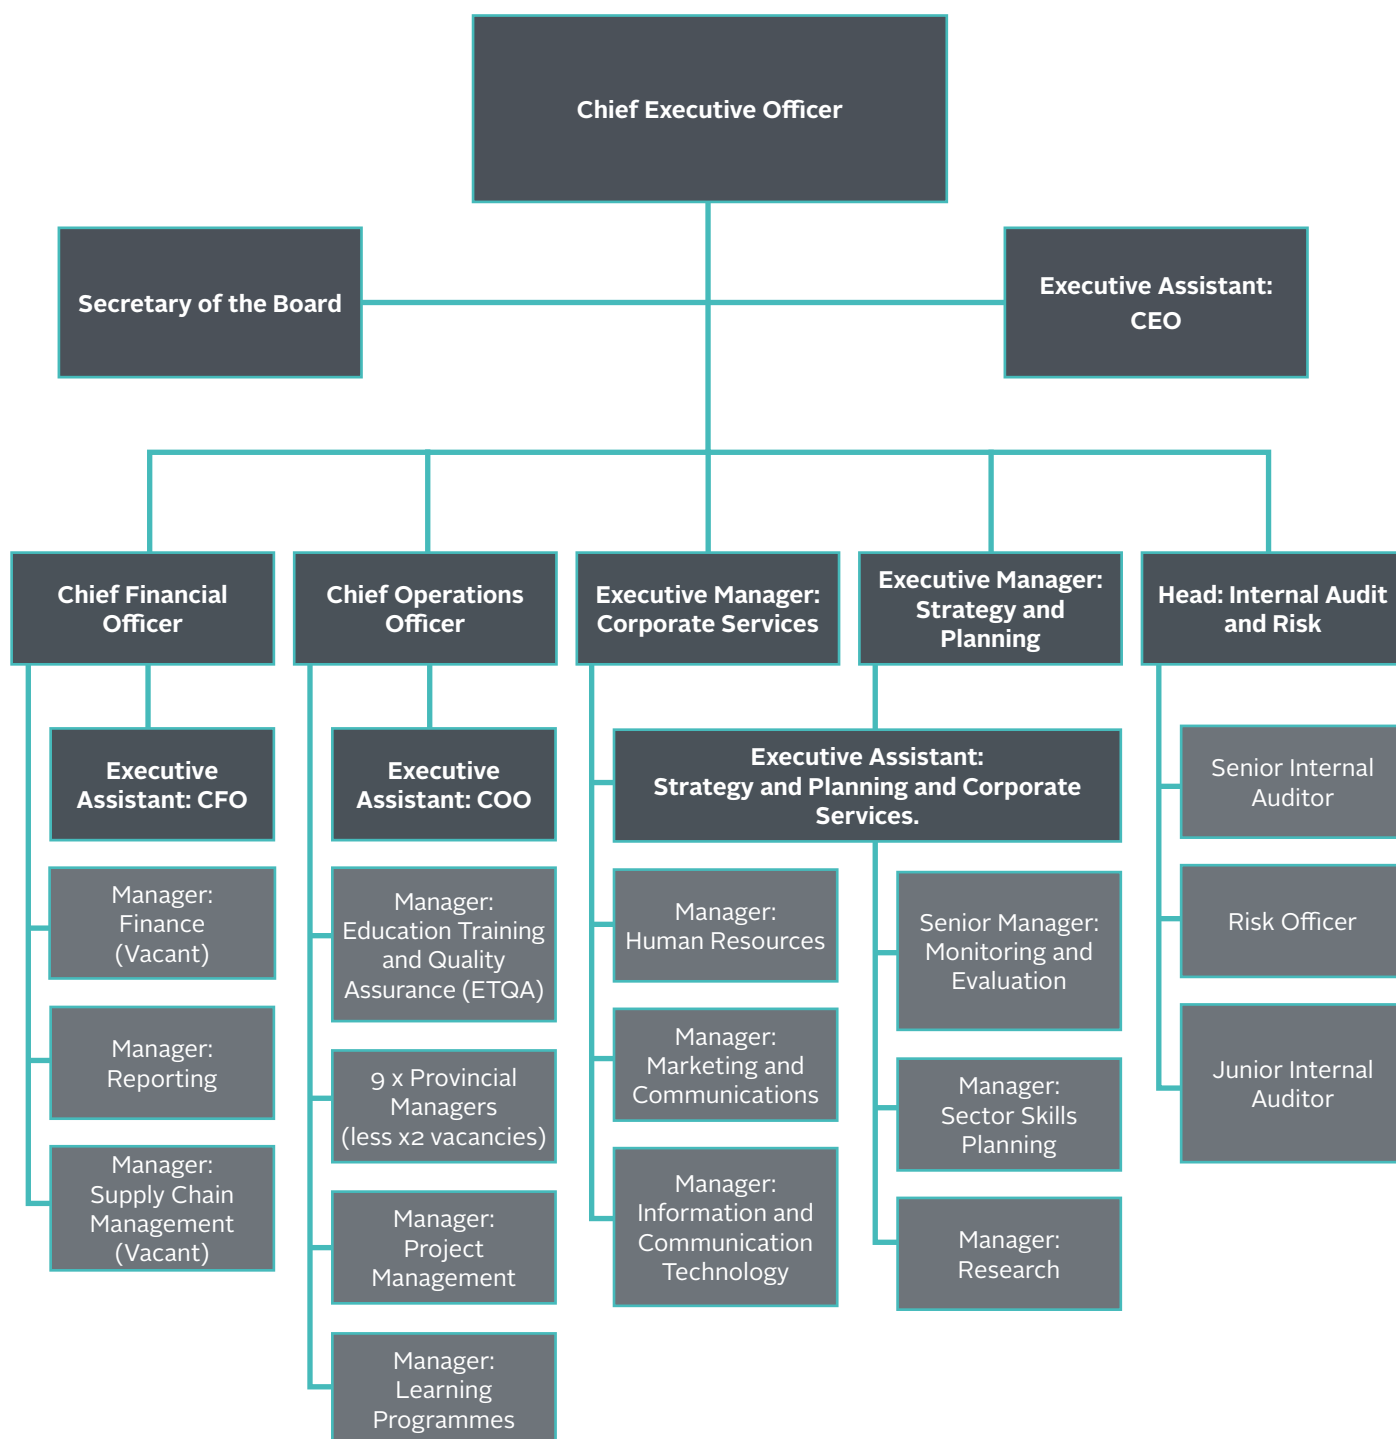 Chief Executive Officer
Secretary of the Board
Executive Assistant:
CEO
Chief Financial
Officer
Chief Operations
Officer
Executive Manager:
Corporate Services
Executive Manager:
Strategy and
Planning
Head: Internal Audit
and Risk
Executive
Assistant: CFO
Manager:
Finance
(Vacant)
Manager:
Reporting
Manager:
Supply Chain
Management
(Vacant)
Executive
Assistant: COO
Manager:
Education Training
and Quality
Assurance (ETQA)
9 x Provincial
Managers
(less x2 vacancies)
Manager:
Project
Management
Manager:
Learning
Programmes
Executive Assistant:
Strategy and Planning and Corporate
Services.
Manager:
Human Resources
Manager:
Marketing and
Communications
Manager:
Information and
Communication
Technology
Senior Manager:
Monitoring and
Evaluation
Manager:
Sector Skills
Planning
Manager:
Research
Senior Internal
Auditor
Risk Officer
Junior Internal
Auditor